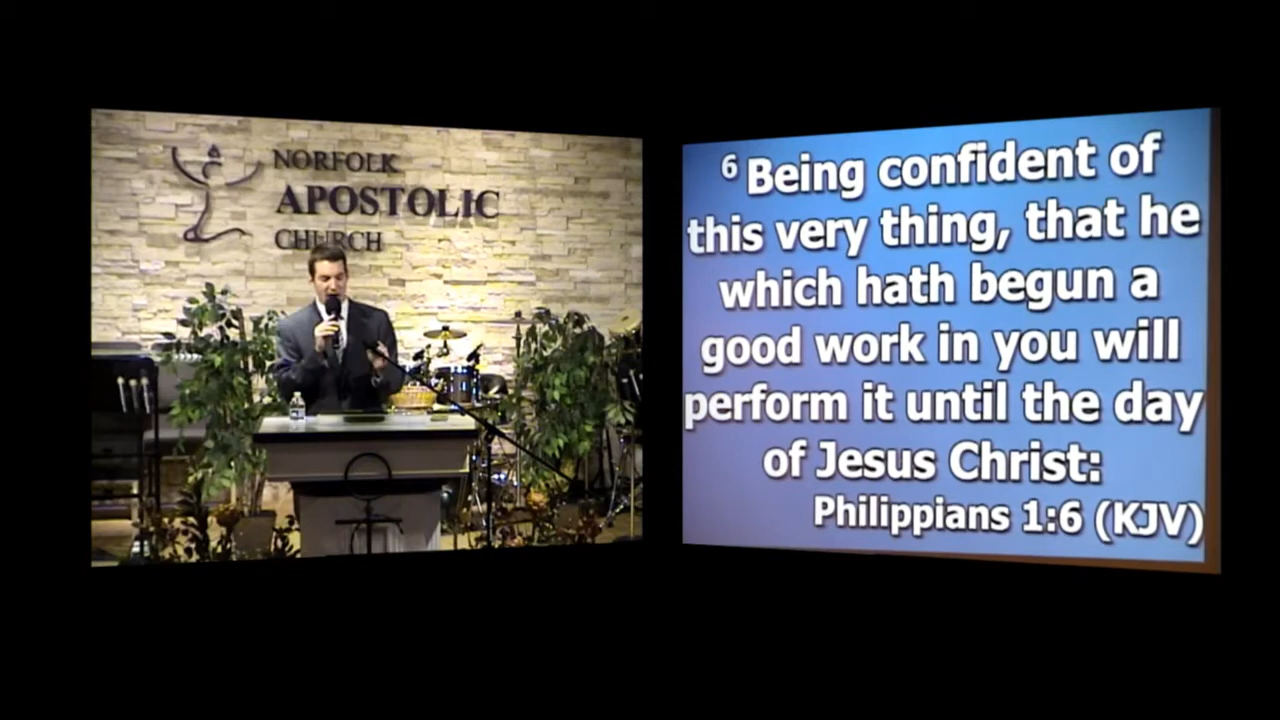 NORFOLK
APOSTOLIC
CHURCH
6 Being confident of
this very thing, that he
which hath begun a
good work in you will
perform it until the day
of Jesus Christ:
Philippians 1:6 (KJV)